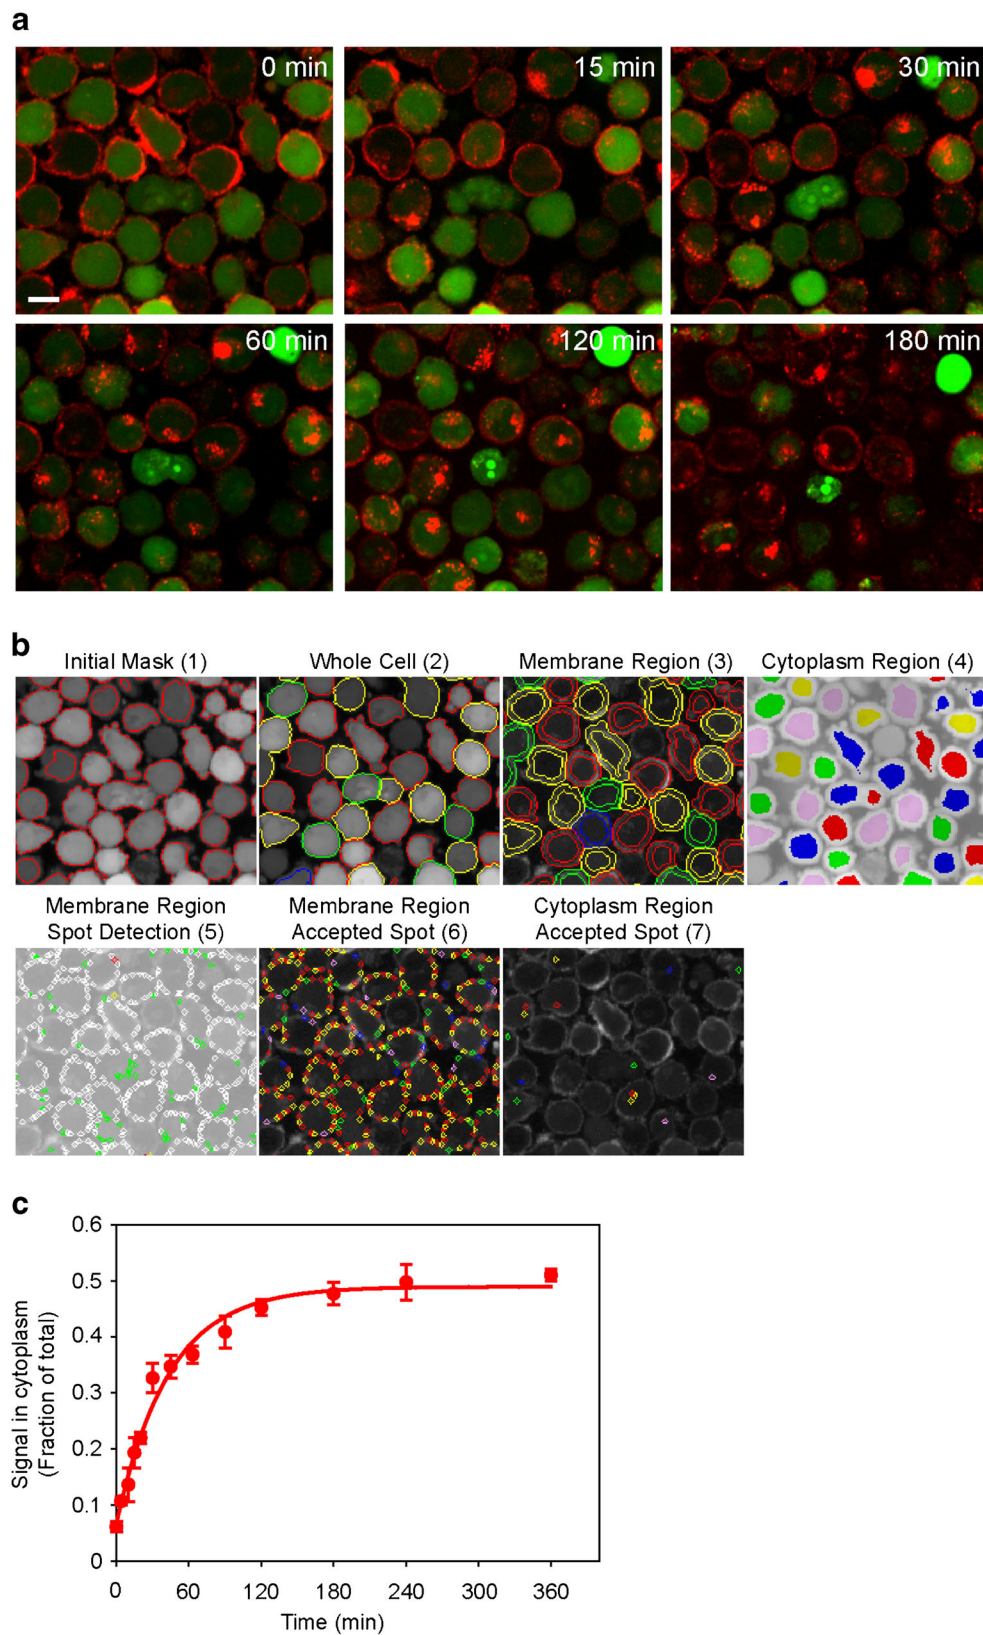 a
0 min
15 min
30 min
60 min
120 min
180 min
b
Initial Mask (1)
Whole Cell (2)
Membrane Region (3)
Cytoplasm Region (4)
Membrane Region
Spot Detection (5)
Membrane Region
Accepted Spot (6)
Cytoplasm Region
Accepted Spot (7)
c
Signal in cytoplasm
(Fraction of total)
0.6
0.5
0.4
0.3
0.2
0.1
0
0
60
120
180
240
300
360
Time (min)